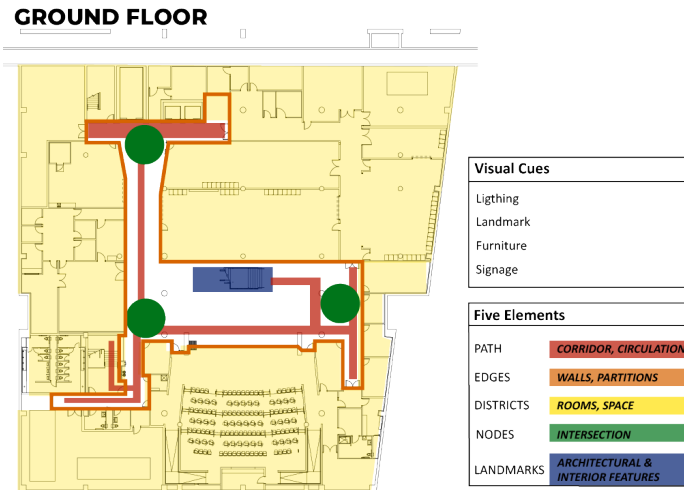 GROUND FLOOR
Visual Cues
Ligthing
Landmark
Furniture
Signage
Five Elements
PATH CORRIDOR, CIRCULATION
EDGES WALLS, PARTITIONS
DISTRICTS ROOMS, SPACE
NODES INTERSECTION
LANDMARKS ARCHITECTURAL &
INTERIOR FEATURES